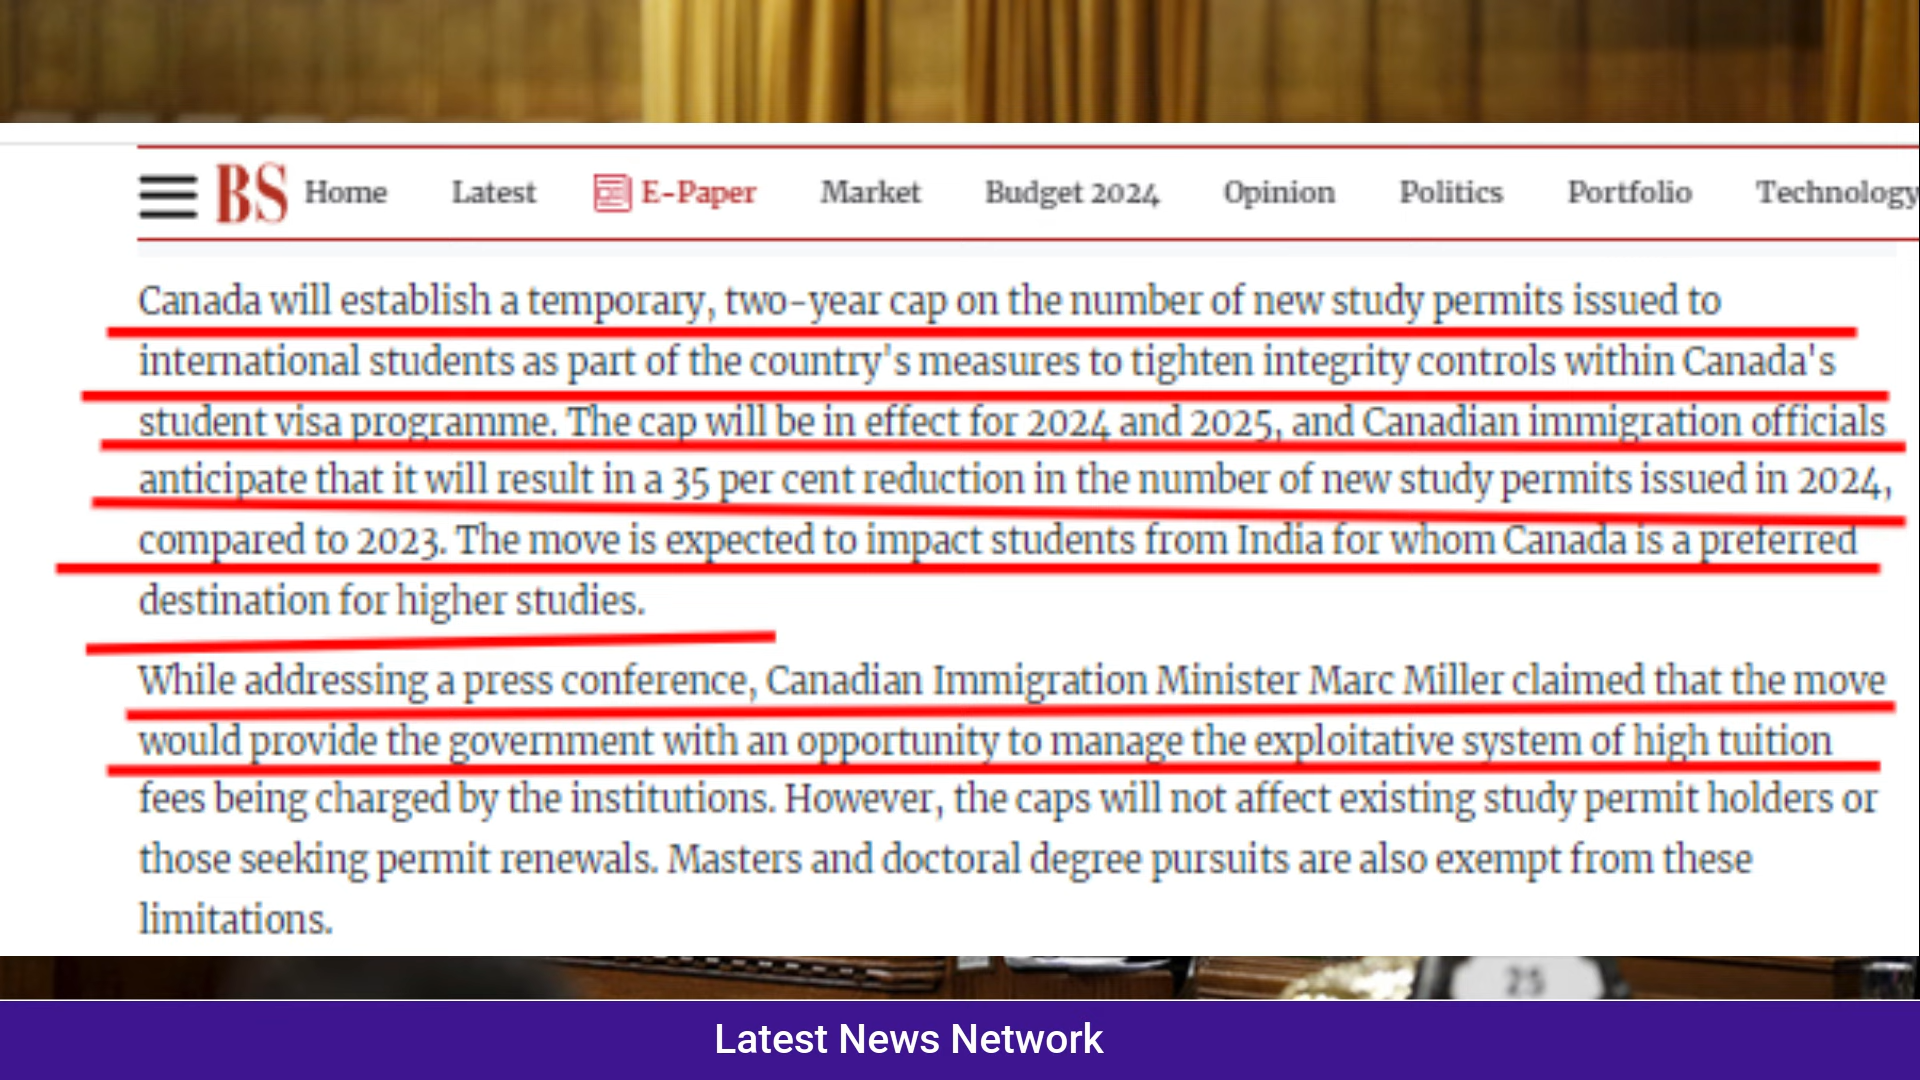 BS Home Latest E-Paper Market Budget 2024 Opinion Politics Portfolio Technology
Canada will establish a temporary, two-year cap on the number of new study permits issued to
international students as part of the country's measures to tighten integrity controls within Canada's
student visa programme. The cap will be in effect for 2024 and 2025, and Canadian immigration officials
anticipate that it will result in a 35 per cent reduction in the number of new study permits issued in 2024,
compared to 2023. The move is expected to impact students from India for whom Canada is a preferred
destination for higher studies.
While addressing a press conference, Canadian Immigration Minister Marc Miller claimed that the move
would provide the government with an opportunity to manage the exploitative system of high tuition
fees being charged by the institutions. However, the caps will not affect existing study permit holders or
those seeking permit renewals. Masters and doctoral degree pursuits are also exempt from these
limitations.
25
Latest News Network